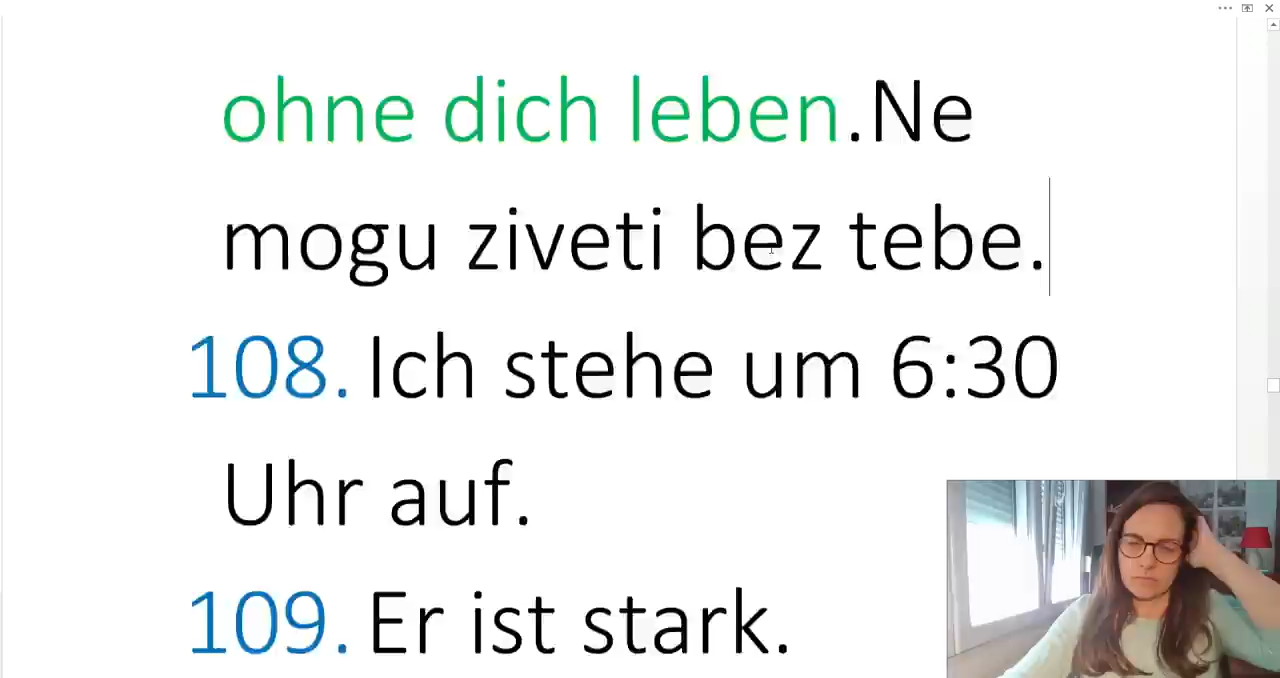 ohne dich leben.Ne
mogu ziveti bez tebe.
108. Ich stehe um 6:30
Uhr auf.
109. Er ist stark.